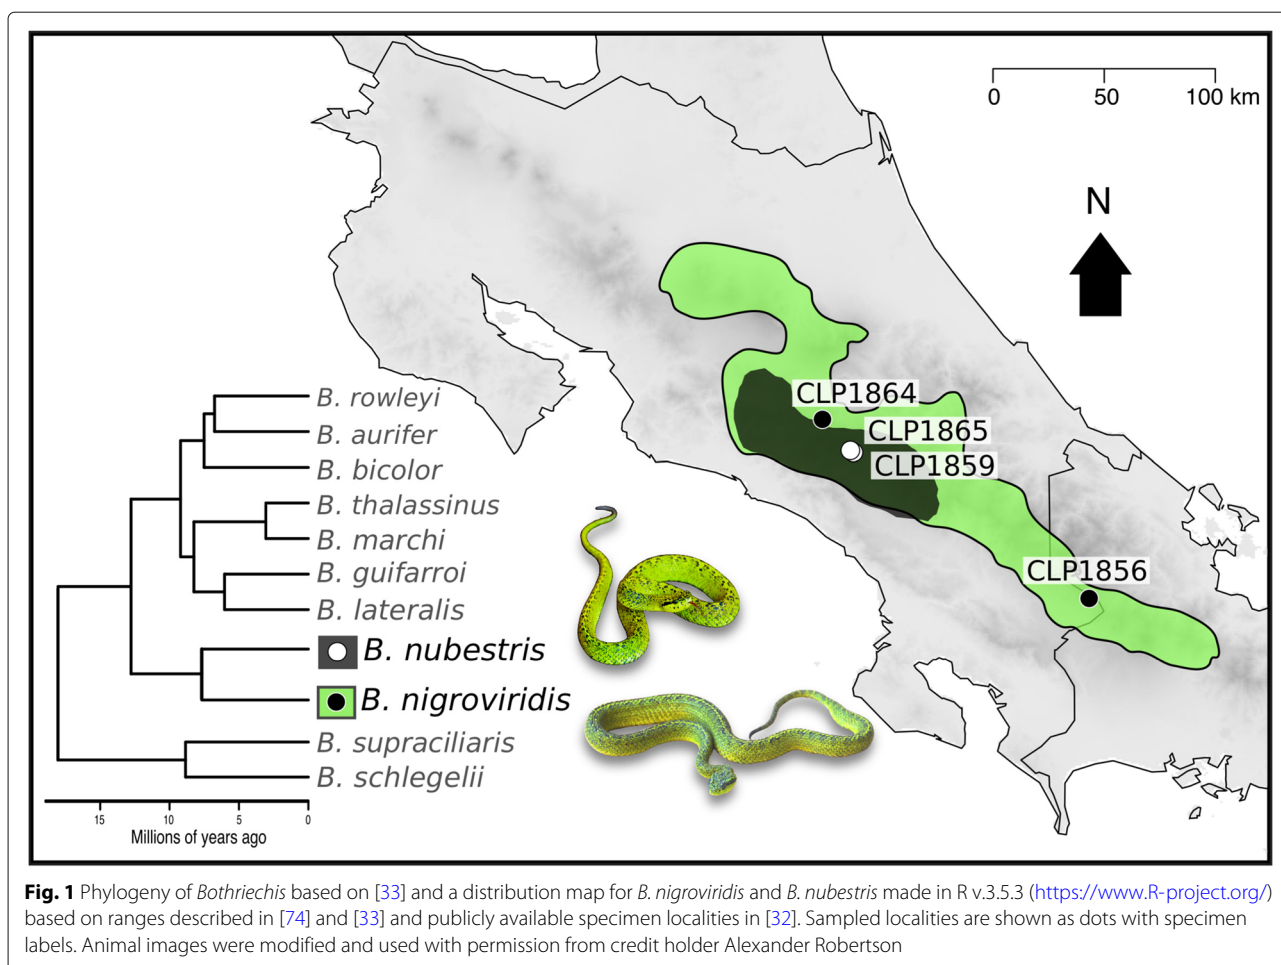 0 50 100 km
N
CLP1864
CLP1865
CLP1859
CLP1856
B. rowleyi
B. aurifer
B. bicolor
B. thalassinus
B. marchi
B. guifarroi
B. lateralis
B. nubestris
B. nigroviridis
B. supraciliaris
B. schlegelii
15 10 5 0
Millions of years ago
Fig. 1 Phylogeny of Bothriechis based on [33] and a distribution map for B. nigroviridis and B. nubestris made in R v.3.5.3 (https://www.R-project.org/)
based on ranges described in [74] and [33] and publicly available specimen localities in [32]. Sampled localities are shown as dots with specimen
labels. Animal images were modified and used with permission from credit holder Alexander Robertson